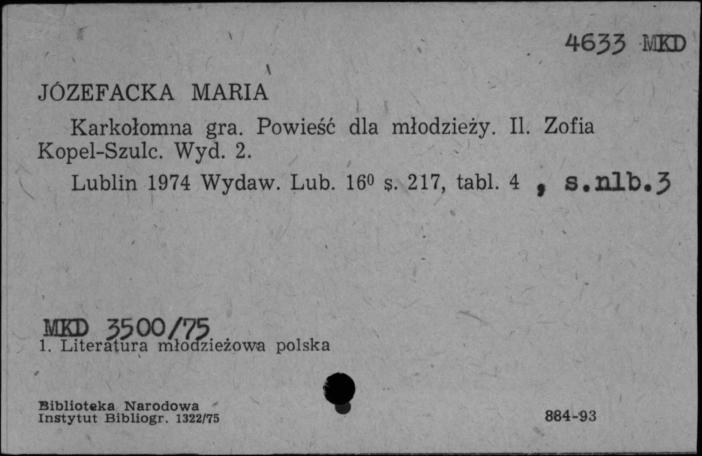 4633 MKD
JÓZEFACKA MARIA
Karkołomna gra. Powieść dla młodzieży. Il. Zofia
Kopel-Szulc. Wyd. 2.
Lublin 1974 Wydaw. Lub. 16⁰ s. 217, tabl. 4 , s.nlb.3
MKD 3500/75
1. Literatura młodzieżowa polska
Biblioteka Narodowa
Instytut Bibliogr. 1322/75
884-93